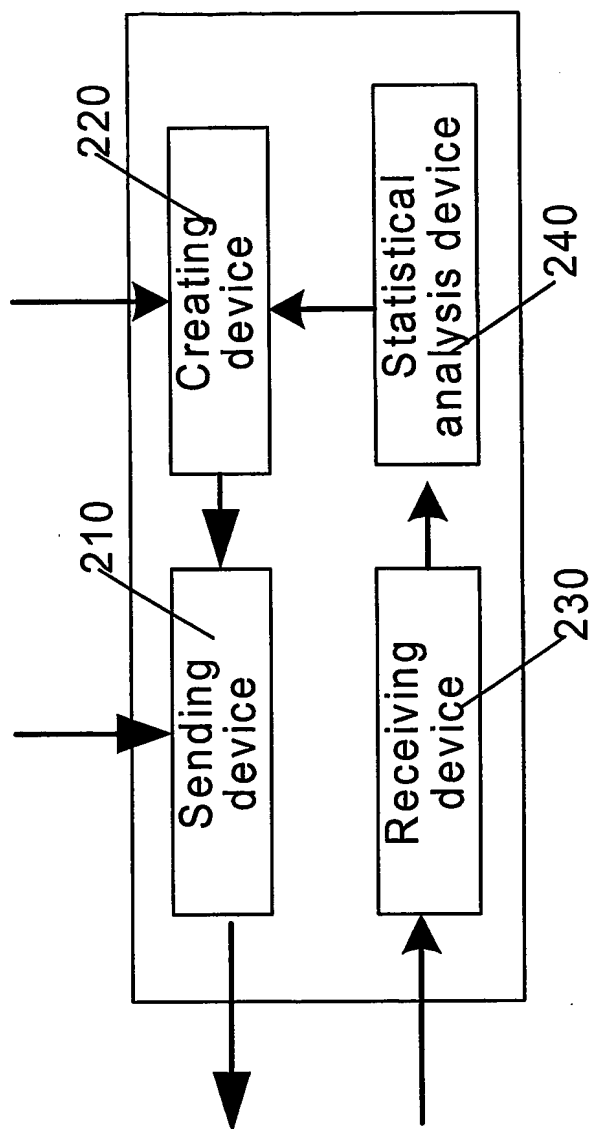 210
220
Sending
device
Creating
device
Receiving
device
Statistical
analysis device
230
240